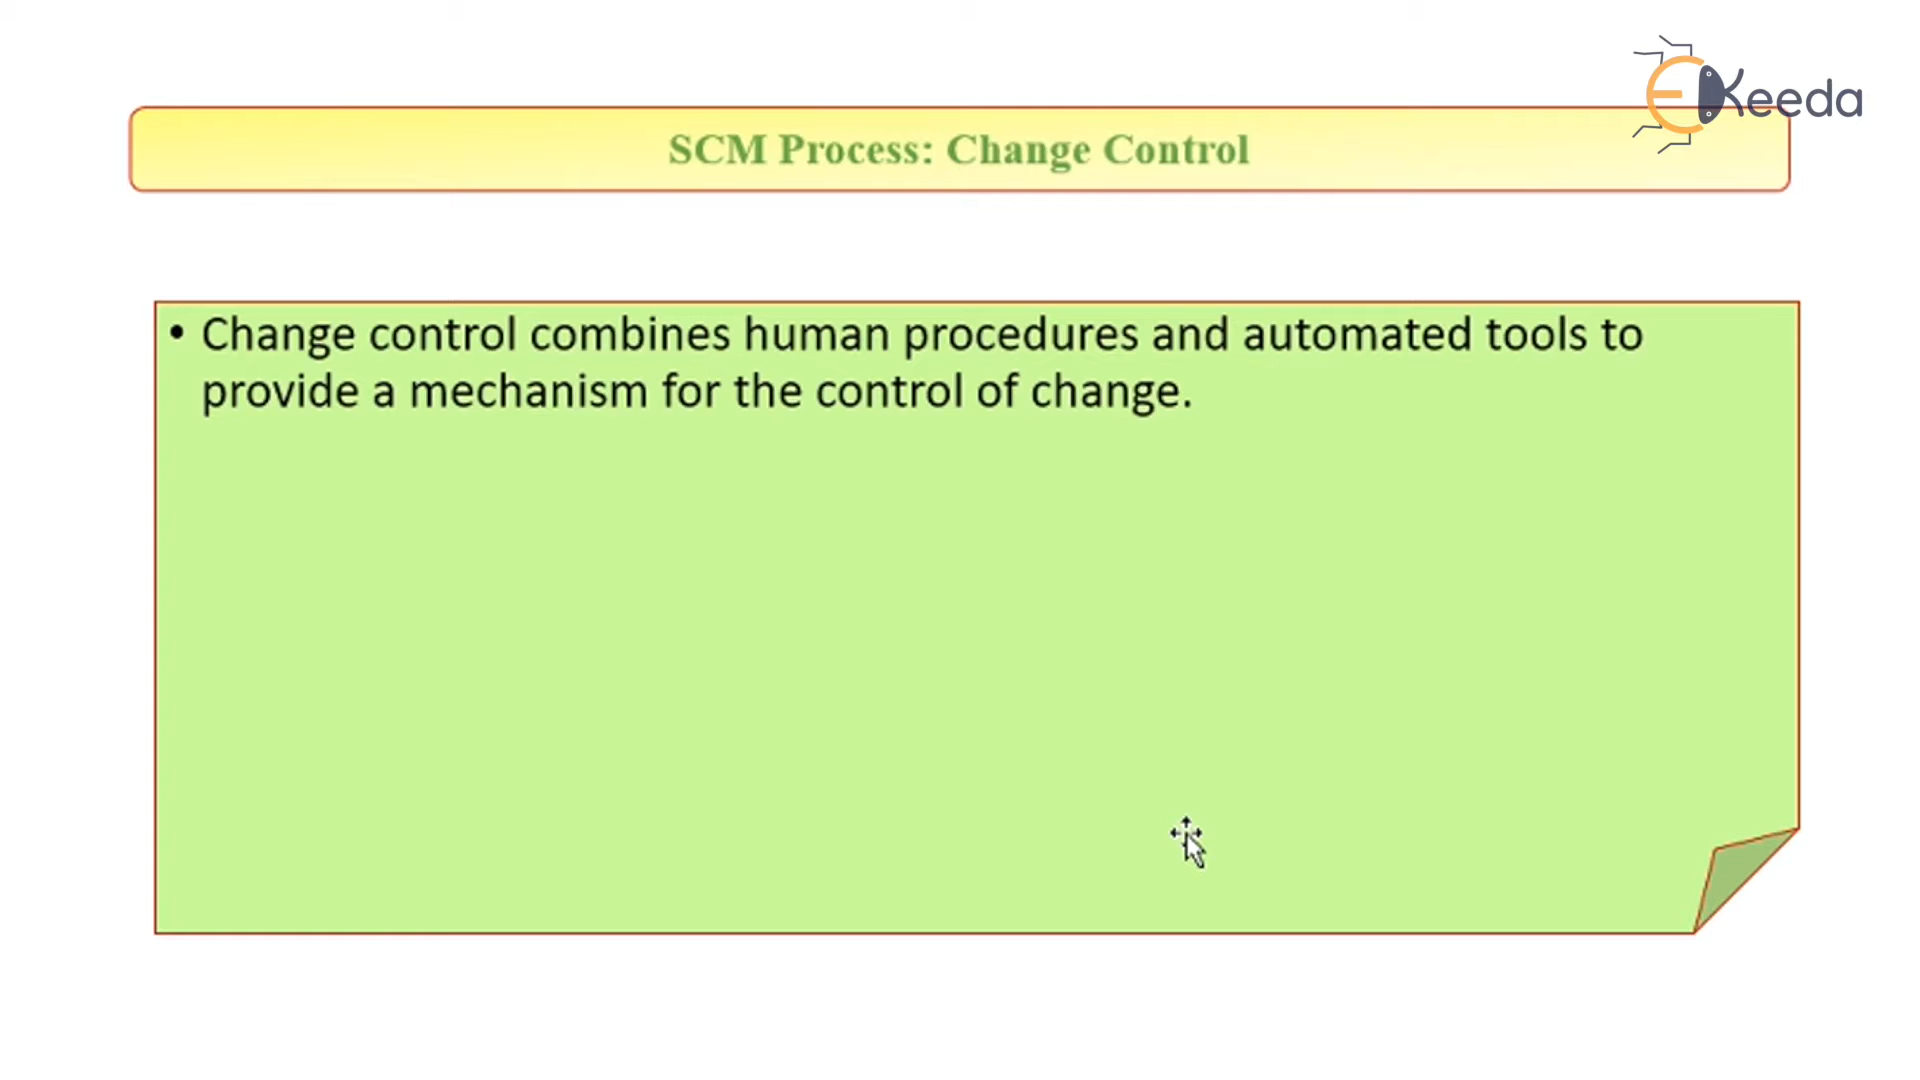 EKeeda
SCM Process: Change Control
• Change control combines human procedures and automated tools to
provide a mechanism for the control of change.